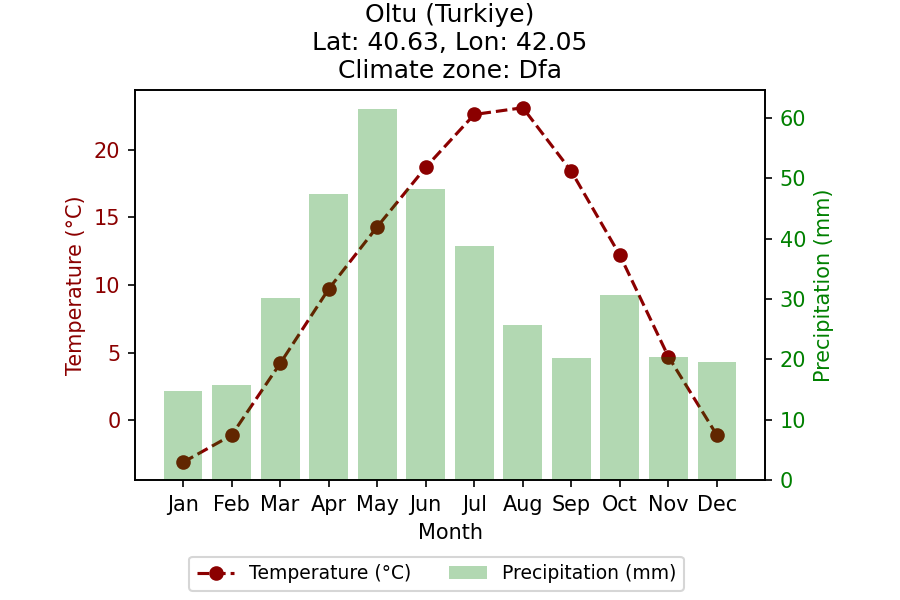 Oltu (Turkiye)
Lat: 40.63, Lon: 42.05
Climate zone: Dfa
Temperature (°C)
20
15
10
5
0
60
50
40
30
20
10
0
Precipitation (mm)
Jan Feb Mar Apr May Jun Jul Aug Sep Oct Nov Dec
Month
Temperature (°C) Precipitation (mm)